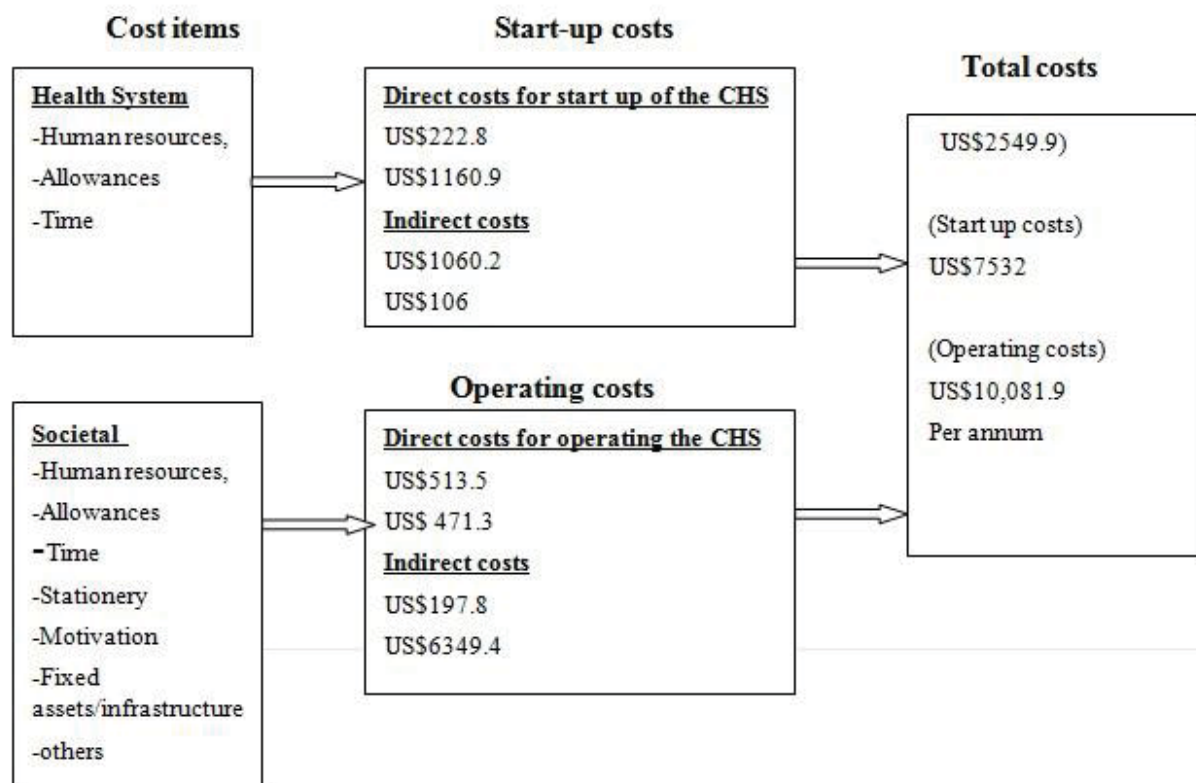 Cost items
Health System
-Human resources,
-Allowances
-Time
Societal
-Human resources,
-Allowances
-Time
-Stationery
-Motivation
-Fixed
assets/infrastructure
-others
Start-up costs
Direct costs for start up of the CHS
US$222.8
US$1160.9
Indirect costs
US$1060.2
US$106
Operating costs
Direct costs for operating the CHS
US$513.5
US$ 471.3
Indirect costs
US$197.8
US$6349.4
Total costs
US$2549.9)
(Start up costs)
US$7532
(Operating costs)
US$10,081.9
Per annum